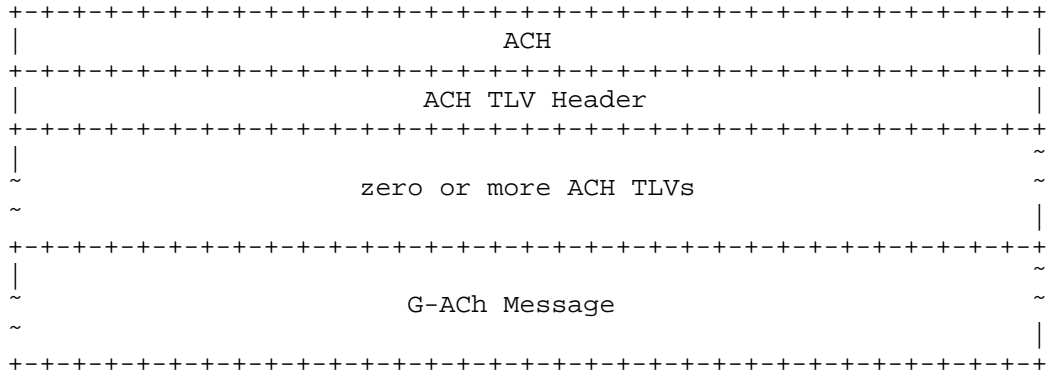 ACH
ACH TLV Header
zero or more ACH TLVs
G-ACh Message